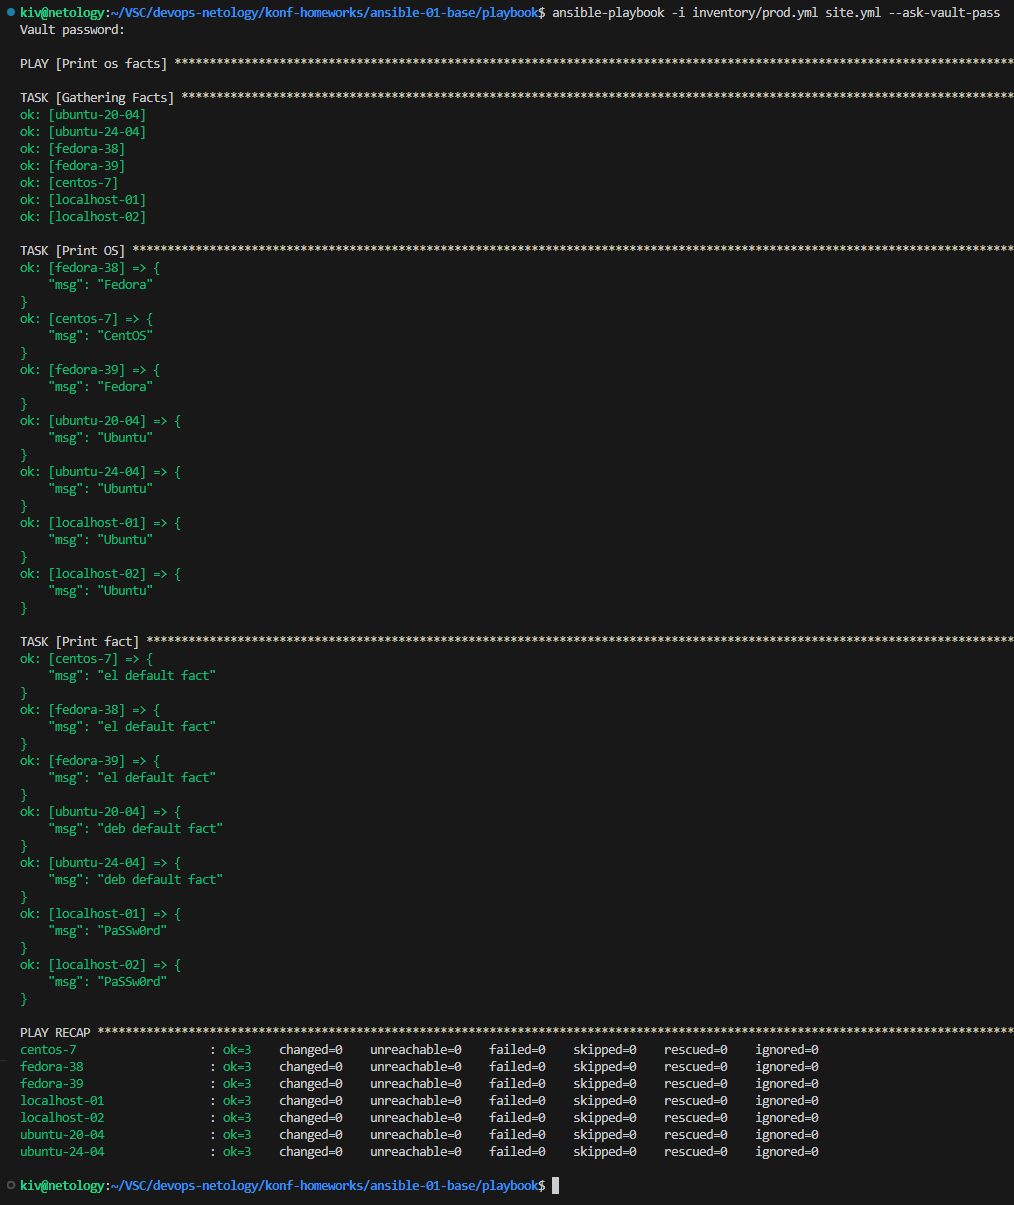 kiv@netology:~/VSC/devops-netology/konf-homeworks/ansible-01-base/playbook$ ansible-playbook -i inventory/prod.yml site.yml --ask-vault-pass
Vault password:
PLAY [Print os facts] ************************************************************************************************************************
TASK [Gathering Facts] ***********************************************************************************************************************
ok: [ubuntu-20-04]
ok: [ubuntu-24-04]
ok: [fedora-38]
ok: [fedora-39]
ok: [centos-7]
ok: [localhost-01]
ok: [localhost-02]
TASK [Print OS] ******************************************************************************************************************************
ok: [fedora-38] => {
    "msg": "Fedora"
}
ok: [centos-7] => {
    "msg": "CentOS"
}
ok: [fedora-39] => {
    "msg": "Fedora"
}
ok: [ubuntu-20-04] => {
    "msg": "Ubuntu"
}
ok: [ubuntu-24-04] => {
    "msg": "Ubuntu"
}
ok: [localhost-01] => {
    "msg": "Ubuntu"
}
ok: [localhost-02] => {
    "msg": "Ubuntu"
}
TASK [Print fact] ****************************************************************************************************************************
ok: [centos-7] => {
    "msg": "el default fact"
}
ok: [fedora-38] => {
    "msg": "el default fact"
}
ok: [fedora-39] => {
    "msg": "el default fact"
}
ok: [ubuntu-20-04] => {
    "msg": "deb default fact"
}
ok: [ubuntu-24-04] => {
    "msg": "deb default fact"
}
ok: [localhost-01] => {
    "msg": "PaSSw0rd"
}
ok: [localhost-02] => {
    "msg": "PaSSw0rd"
}
PLAY RECAP ***********************************************************************************************************************************
centos-7                   : ok=3    changed=0    unreachable=0    failed=0    skipped=0    rescued=0    ignored=0
fedora-38                  : ok=3    changed=0    unreachable=0    failed=0    skipped=0    rescued=0    ignored=0
fedora-39                  : ok=3    changed=0    unreachable=0    failed=0    skipped=0    rescued=0    ignored=0
localhost-01               : ok=3    changed=0    unreachable=0    failed=0    skipped=0    rescued=0    ignored=0
localhost-02               : ok=3    changed=0    unreachable=0    failed=0    skipped=0    rescued=0    ignored=0
ubuntu-20-04               : ok=3    changed=0    unreachable=0    failed=0    skipped=0    rescued=0    ignored=0
ubuntu-24-04               : ok=3    changed=0    unreachable=0    failed=0    skipped=0    rescued=0    ignored=0
kiv@netology:~/VSC/devops-netology/konf-homeworks/ansible-01-base/playbook$